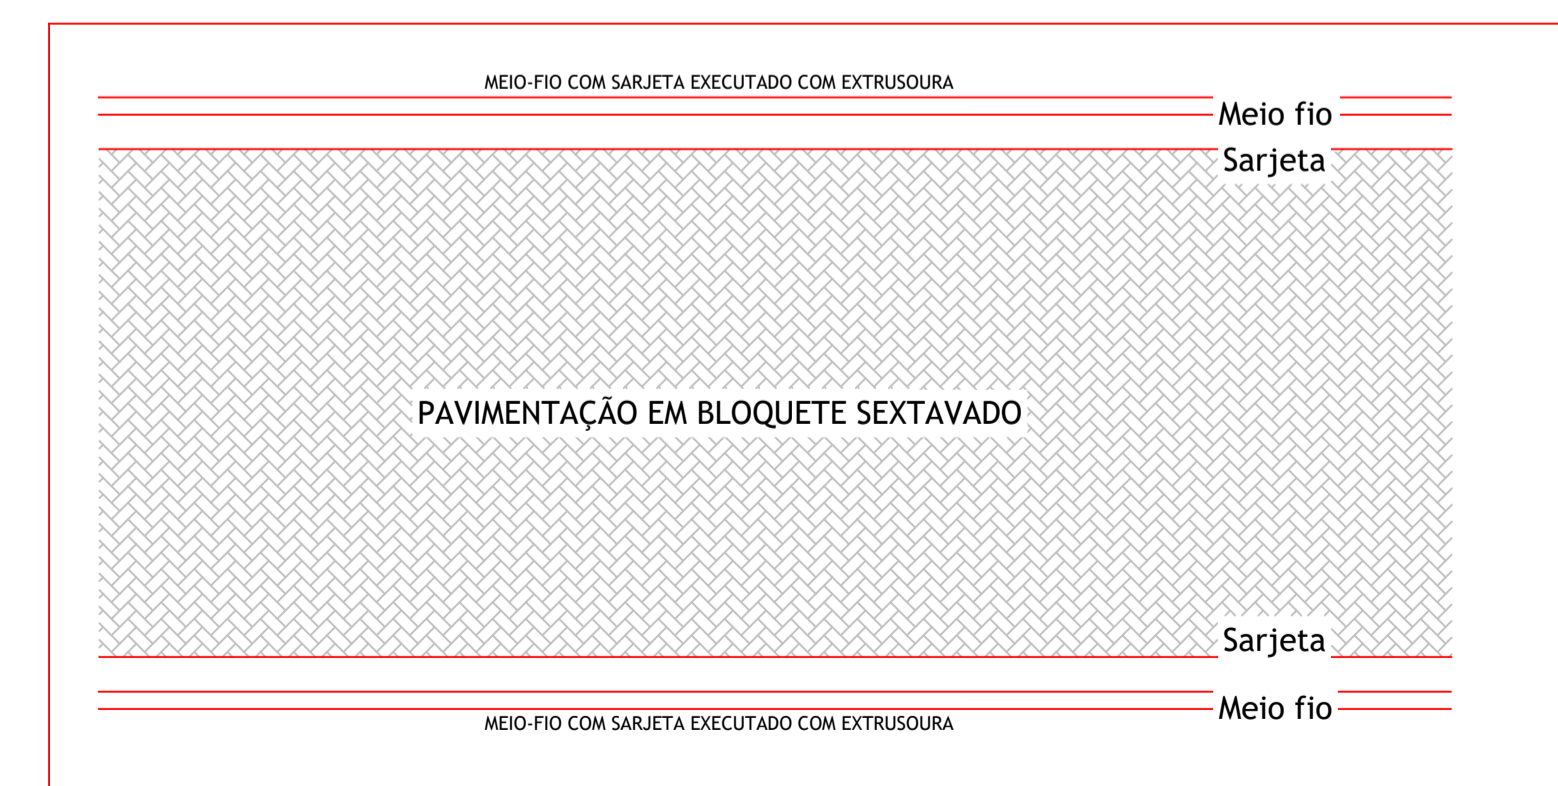 MEIO-FIO COM SARJETA EXECUTADO COM EXTRUSOURA
Meio fio
Sarjeta
PAVIMENTAÇÃO EM BLOQUETE SEXTAVADO
Sarjeta
Meio fio
MEIO-FIO COM SARJETA EXECUTADO COM EXTRUSOURA